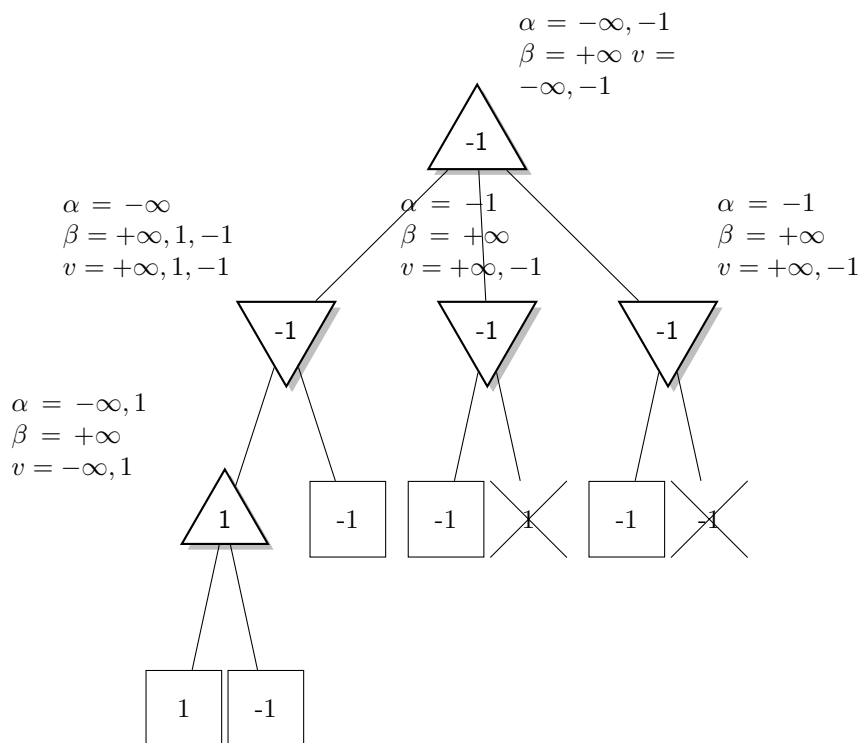 α = −∞, −1
β = +∞ v =
−∞, −1
-1
α = −∞
β = +∞, 1, −1
v = +∞, 1, −1
α = −1
β = +∞
v = +∞, −1
α = −1
β = +∞
v = +∞, −1
-1
-1
-1
α = −∞, 1
β = +∞
v = −∞, 1
1
-1
-1
1
-1
-1
1
-1